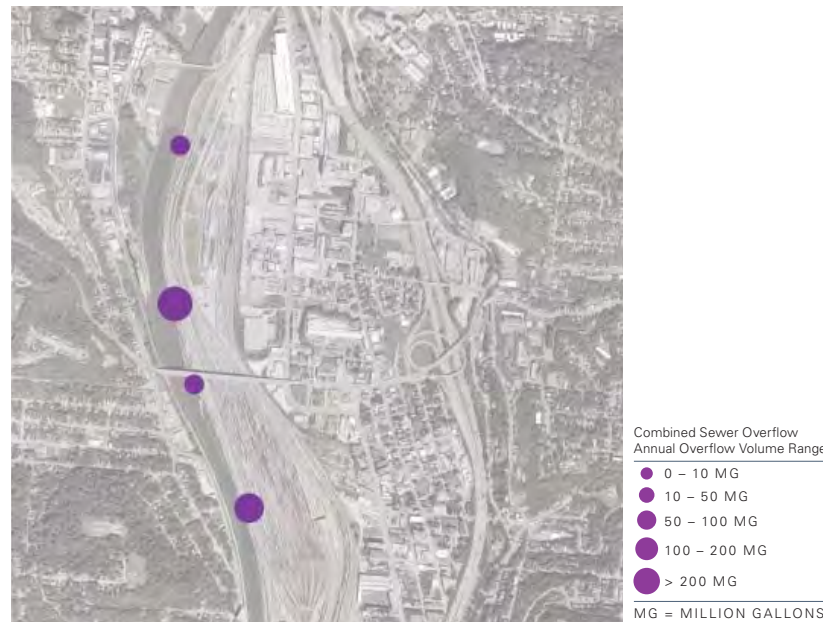 Combined Sewer Overflow
Annual Overflow Volume Range
0 – 10 MG
10 – 50 MG
50 – 100 MG
100 – 200 MG
> 200 MG
MG = MILLION GALLONS